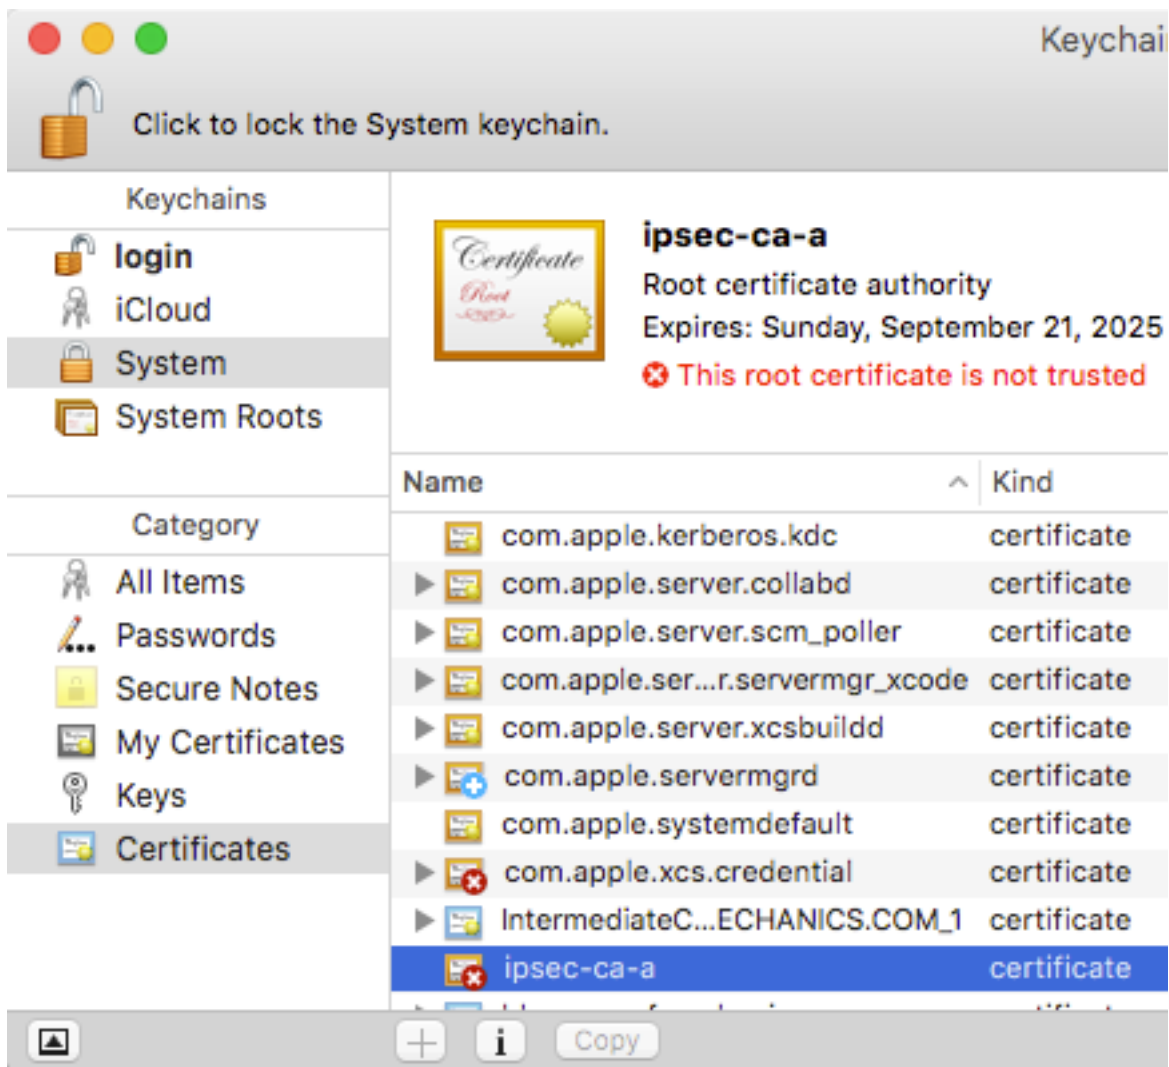 Keychai
Click to lock the System keychain.
Keychains
login
iCloud
System
System Roots
Category
All Items
Passwords
Secure Notes
My Certificates
Keys
Certificates
Certificate
Root
ipsec-ca-a
Root certificate authority
Expires: Sunday, September 21, 2025
This root certificate is not trusted
Name Kind
com.apple.kerberos.kdc certificate
com.apple.server.collabd certificate
com.apple.server.scm_poller certificate
com.apple.ser...r.servermgr_xcode certificate
com.apple.server.xcsbuildd certificate
com.apple.servermgrd certificate
com.apple.systemdefault certificate
com.apple.xcs.credential certificate
IntermediateC...ECHANICS.COM_1 certificate
ipsec-ca-a certificate
Copy